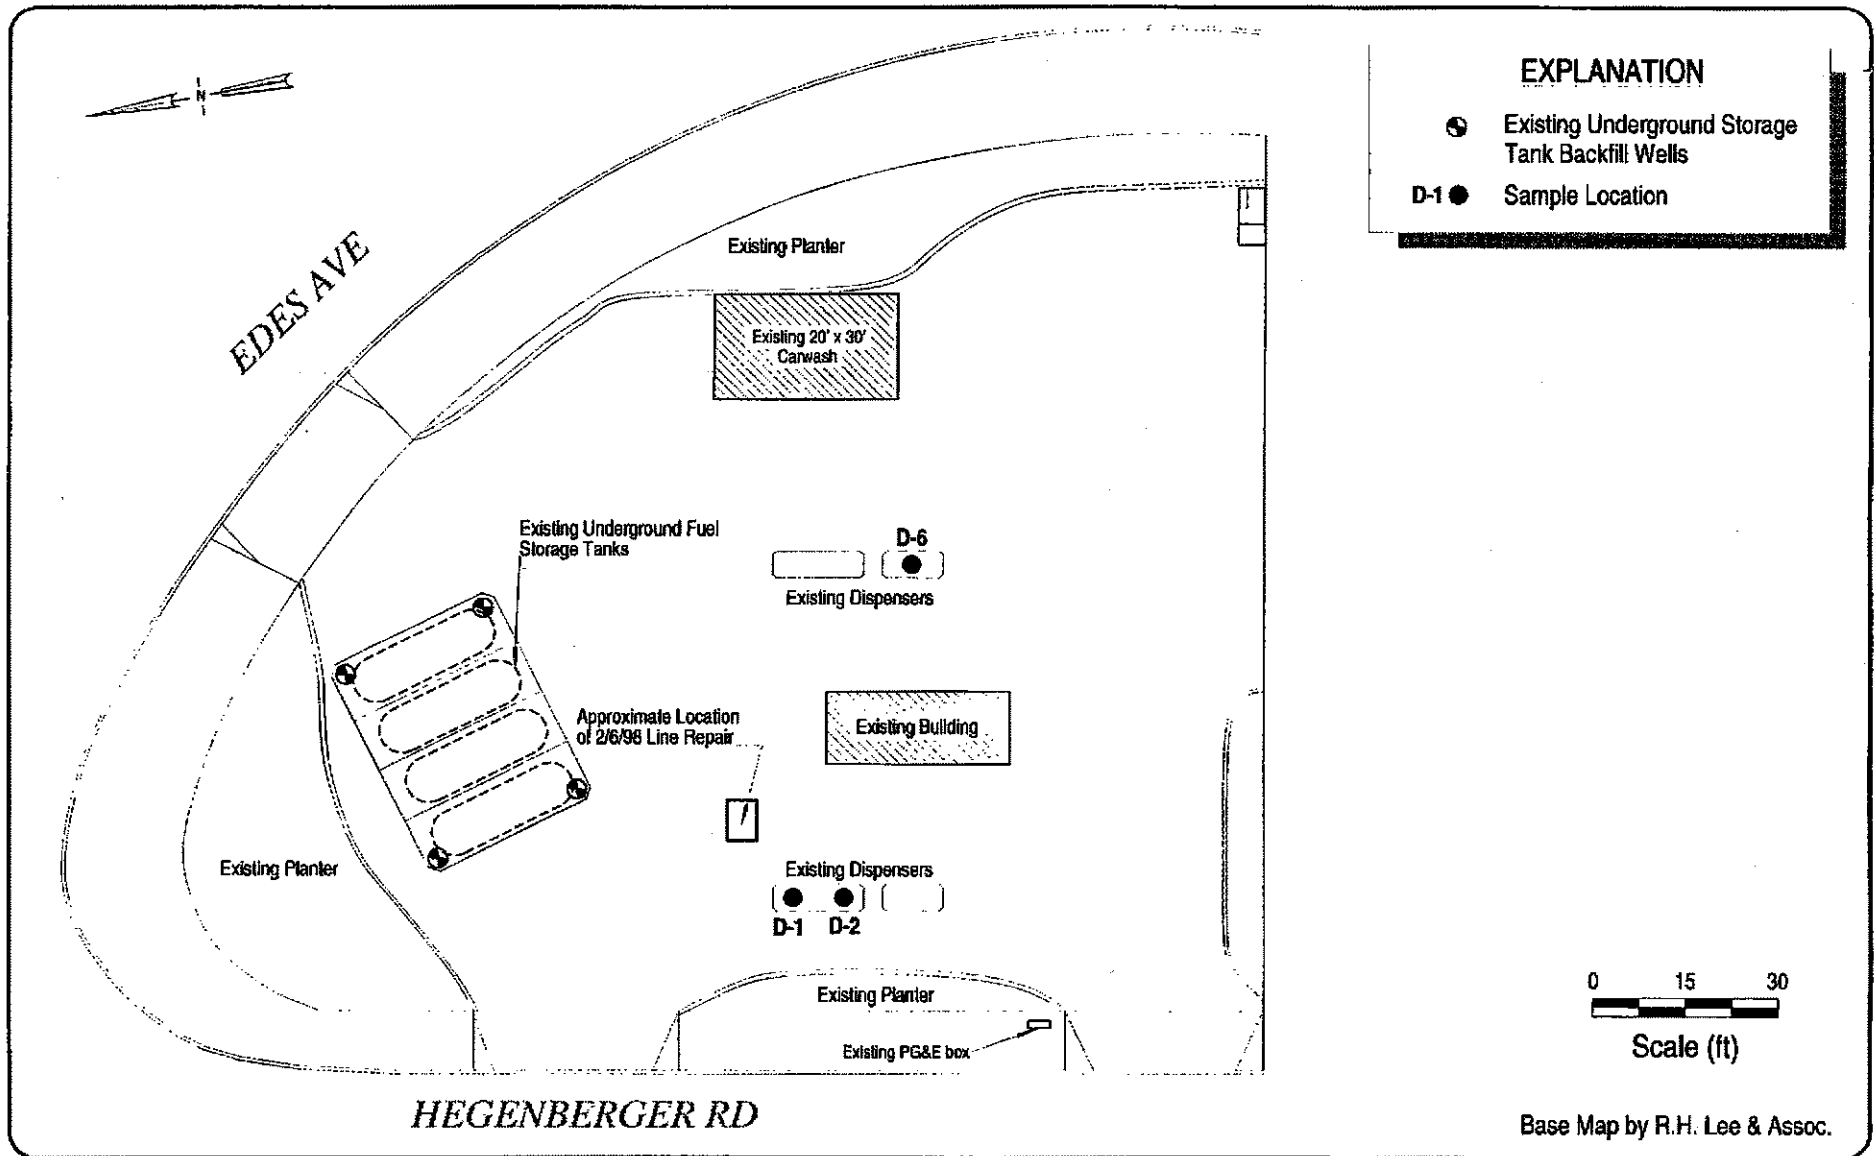 N
EXPLANATION
Existing Underground Storage
Tank Backfill Wells
D-1
Sample Location
EDES AVE
Existing Planter
Existing 20' x 30'
Carwash
Existing Underground Fuel
Storage Tanks
D-6
Existing Dispensers
Approximate Location
of 2/6/98 Line Repair
Existing Building
Existing Planter
Existing Dispensers
D-1 D-2
Existing Planter
Existing PG&E box
0 15 30
Scale (ft)
HEGENBERGER RD
Base Map by R.H. Lee & Assoc.